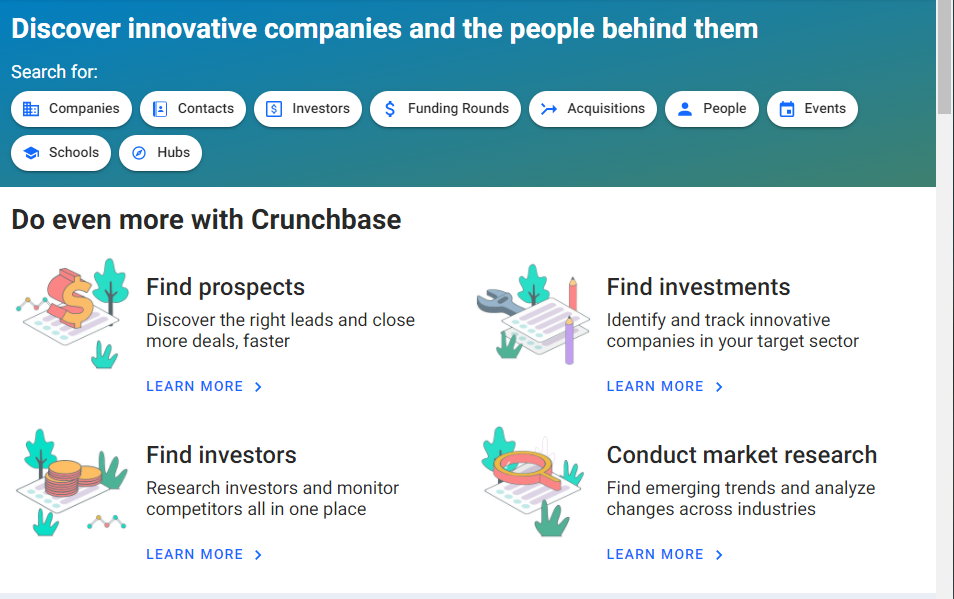 Discover innovative companies and the people behind them
Search for:
Companies
Contacts
Investors
Funding Rounds
Acquisitions
People
Events
Schools
Hubs
Do even more with Crunchbase
Find prospects
Discover the right leads and close
more deals, faster
LEARN MORE
Find investments
Identify and track innovative
companies in your target sector
LEARN MORE
Find investors
Research investors and monitor
competitors all in one place
LEARN MORE
Conduct market research
Find emerging trends and analyze
changes across industries
LEARN MORE